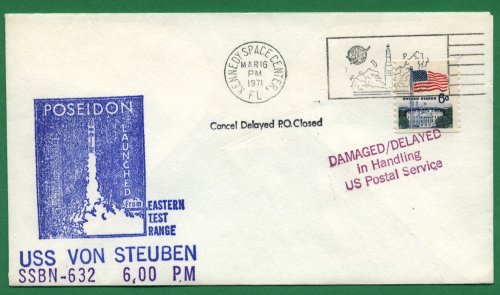 KENNEDY SPACE CENTER,
MAR 16
PM
1971
FL
UNITED STATES
6c
Cancel Delayed P.O. Closed
DAMAGED/DELAYED
in Handling
US Postal Service
POSEIDON
LAUNCHED
From
EASTERN
TEST
RANGE
USS VON STEUBEN
SSBN-632 6,00 PM